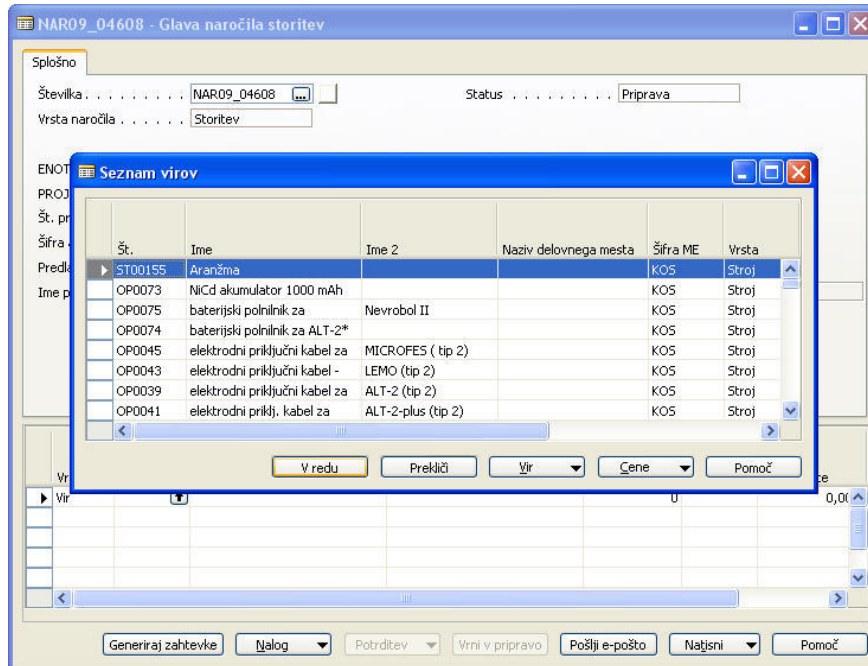 NAR09_04608 - Glava naročila storitev
Splošno
Številka . . . . . . . . . NAR09_04608 ...
Status . . . . . . . . . Priprava
Vrsta naročila . . . . . . Storitev
ENOT
PROJ
Št. pr
Šifra
Predla
Ime p
Seznam virov
Št. Ime Ime 2 Naziv delovnega mesta Šifra ME Vrsta
ST00155 Aranžma KOS Stroj
OP0073 NiCd akumulator 1000 mAh KOS Stroj
OP0075 baterijski polnilnik za Nevrobol II KOS Stroj
OP0074 baterijski polnilnik za ALT-2* KOS Stroj
OP0045 elektrodni priključni kabel za MICROFES ( tip 2) KOS Stroj
OP0043 elektrodni priključni kabel - LEMO (tip 2) KOS Stroj
OP0039 elektrodni priključni kabel za ALT-2 (tip 2) KOS Stroj
OP0041 elektrodni priklj. kabel za ALT-2-plus (tip 2) KOS Stroj
V redu Prekliči Vir Cene Pomoč
Vr ce
Vir 0 0,00
Generiraj zahtevke Nalog Potrditev Vrni v pripravo Pošlji e-pošto Natisni Pomoč